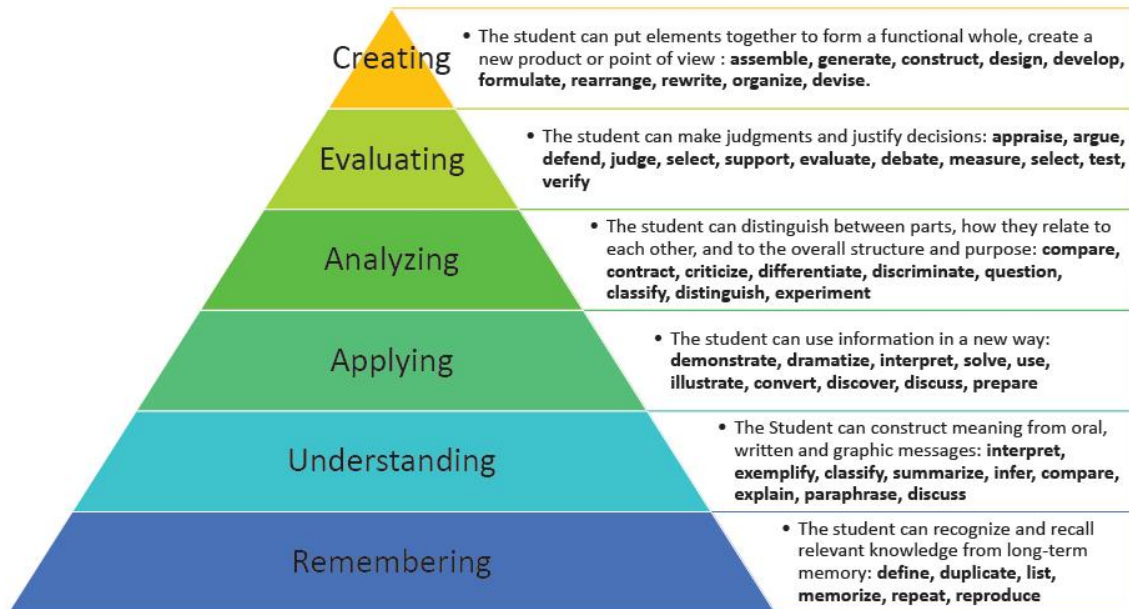 Creating
• The student can put elements together to form a functional whole, create a
new product or point of view : assemble, generate, construct, design, develop,
formulate, rearrange, rewrite, organize, devise.
Evaluating
• The student can make judgments and justify decisions: appraise, argue,
defend, judge, select, support, evaluate, debate, measure, select, test,
verify
Analyzing
• The student can distinguish between parts, how they relate to
each other, and to the overall structure and purpose: compare,
contract, criticize, differentiate, discriminate, question,
classify, distinguish, experiment
Applying
• The student can use information in a new way:
demonstrate, dramatize, interpret, solve, use,
illustrate, convert, discover, discuss, prepare
Understanding
• The Student can construct meaning from oral,
written and graphic messages: interpret,
exemplify, classify, summarize, infer, compare,
explain, paraphrase, discuss
Remembering
• The student can recognize and recall
relevant knowledge from long-term
memory: define, duplicate, list,
memorize, repeat, reproduce